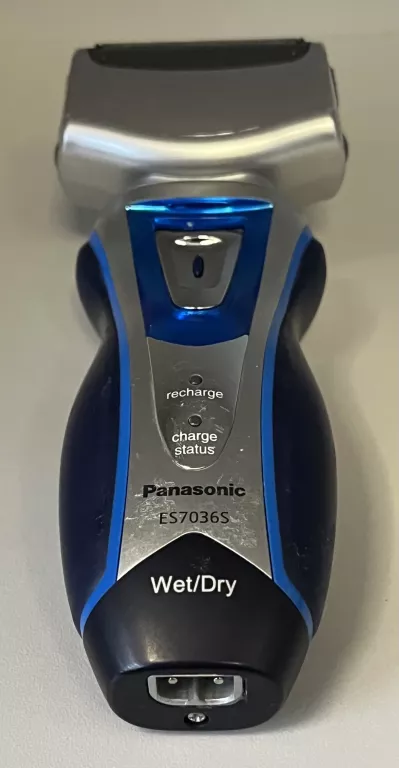 recharge
charge
status
Panasonic
ES7036S
Wet/Dry